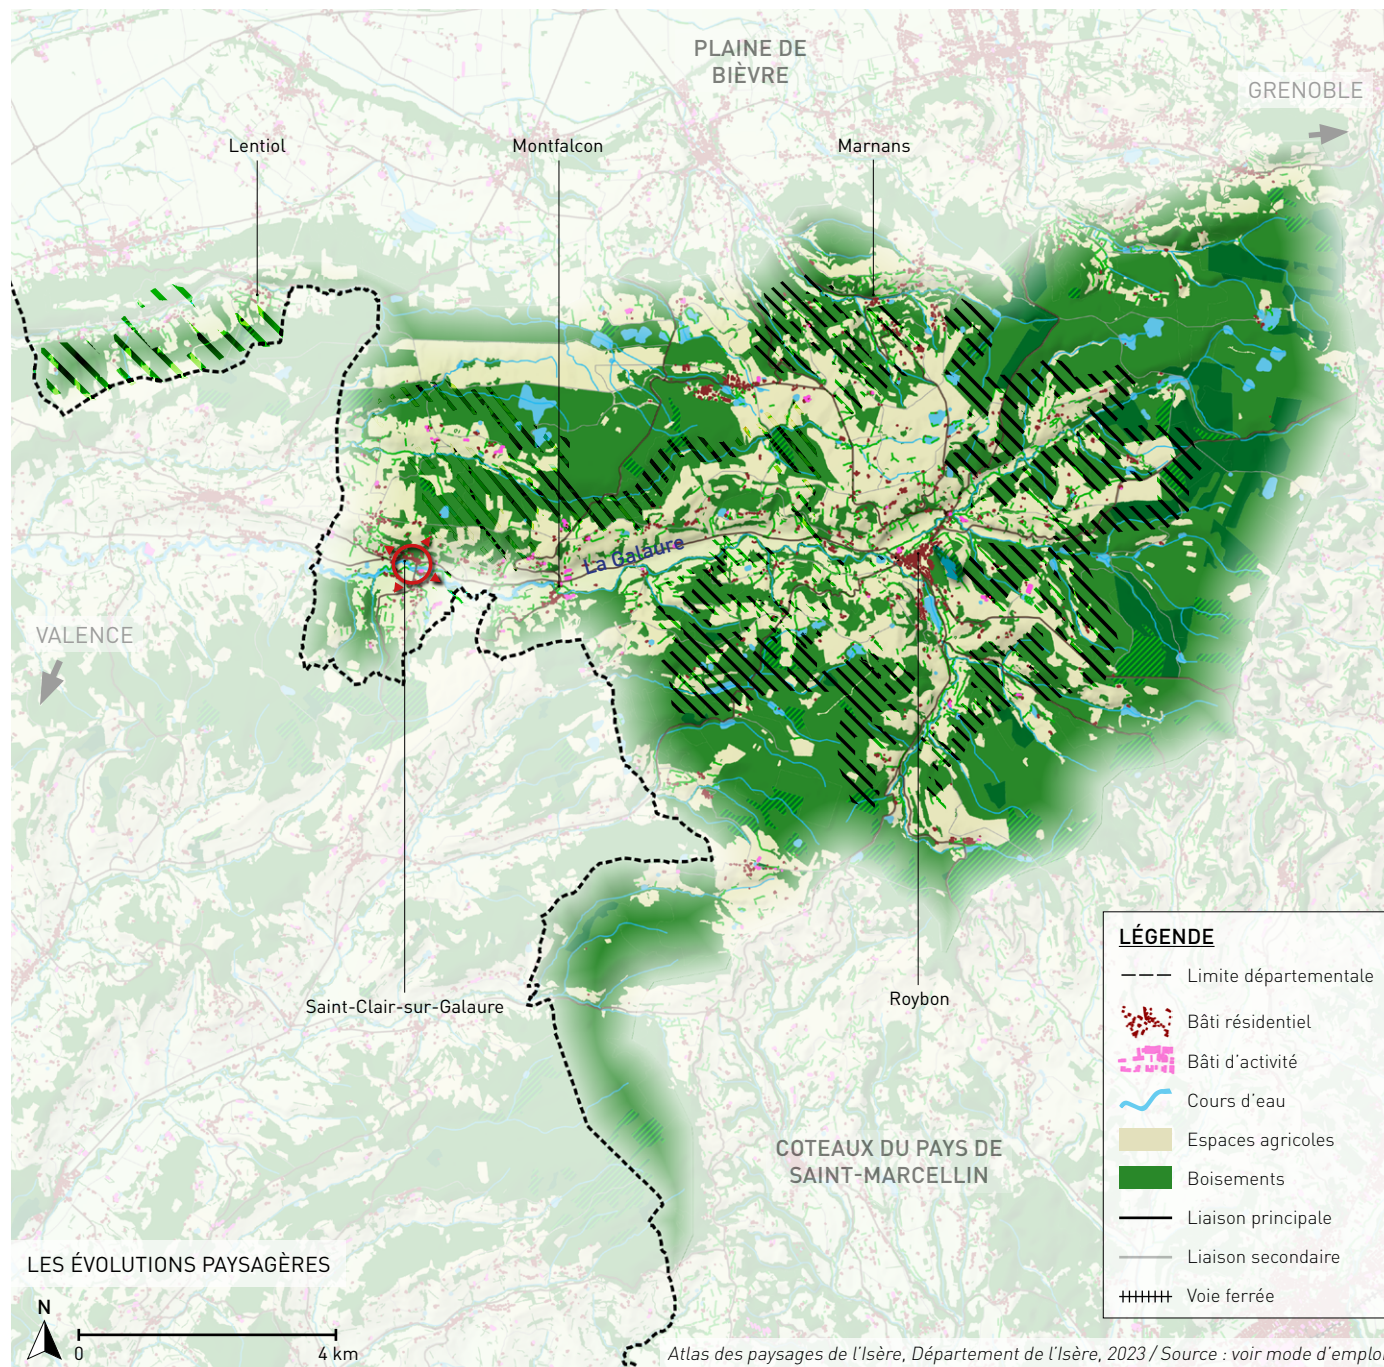 PLAINE DE
BIÈVRE
GRENOBLE
Lentiol
Montfalcon
Marnans
La Galaure
VALENCE
Saint-Clair-sur-Galaure
Roybon
COTEAUX DU PAYS DE
SAINT-MARCELLIN
LÉGENDE
Limite départementale
Bâti résidentiel
Bâti d'activité
Cours d'eau
Espaces agricoles
Boisements
Liaison principale
Liaison secondaire
Voie ferrée
LES ÉVOLUTIONS PAYSAGÈRES
N
0 4 km
Atlas des paysages de l'Isère, Département de l'Isère, 2023 / Source : voir mode d'emploi